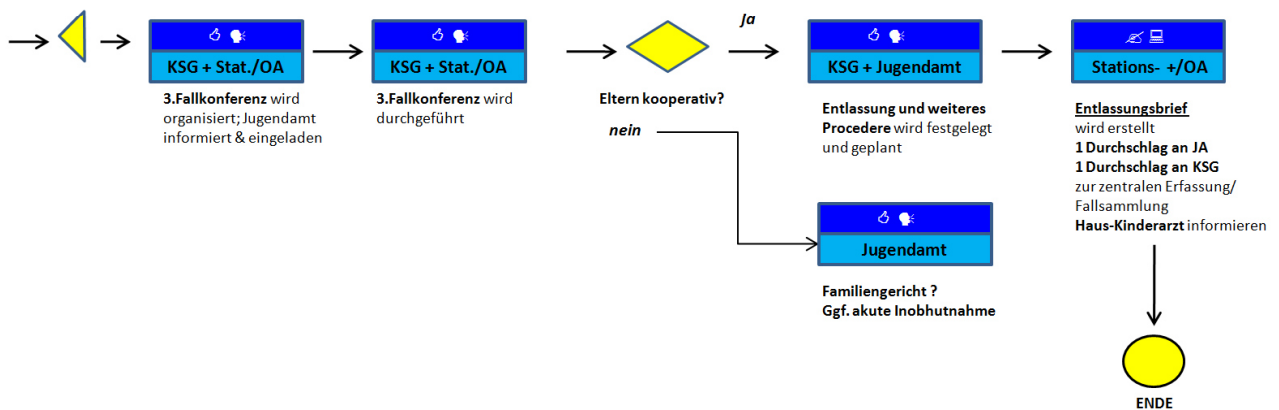 KSG + Stat./OA
3.Fallkonferenz wird
organisiert; Jugendamt
informiert & eingeladen
KSG + Stat./OA
3.Fallkonferenz wird
durchgeführt
Eltern kooperativ?
Ja
nein
KSG + Jugendamt
Entlassung und weiteres
Procedere wird festgelegt
und geplant
Jugendamt
Familiengericht ?
Ggf. akute Inobhutnahme
Stations- +/OA
Entlassungsbrief
wird erstellt
1 Durchschlag an JA
1 Durchschlag an KSG
zur zentralen Erfassung/
Fallsammlung
Haus-Kinderarzt informieren
ENDE